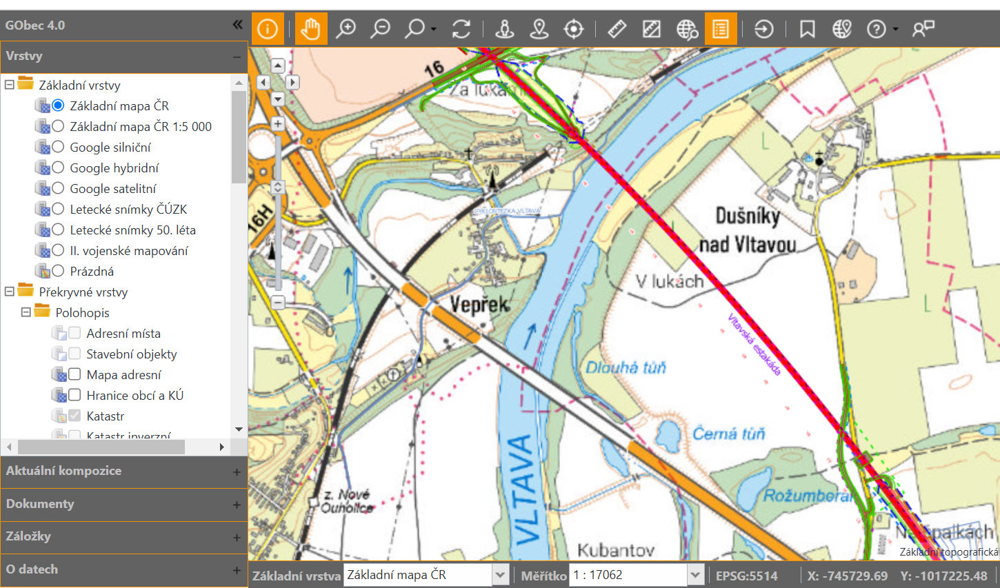 GObec 4.0
Vrstvy
Základní vrstvy
Základní mapa ČR
Základní mapa ČR 1:5 000
Google silniční
Google hybridní
Google satelitní
Letecké snímky ČÚZK
Letecké snímky 50. léta
II. vojenské mapování
Prázdná
Překryvné vrstvy
Polohopis
Adresní místa
Stavební objekty
Mapa adresní
Hranice obcí a KÚ
Katastr
Katastr inverzní
Aktuální kompozice
Dokumenty
Záložky
O datech
16
Za lukami
16H
CYKLOSTEZKA VLTAVA
Dušníky
nad Vltavou
V lukách
L
L
Vepřek
Vltavská estakáda
Dlouhá tůň
Černá tůň
VLTAVA
z. Nové
Ouholice
Rožumberak
Na opalkách
Kubantov
Základní topografická
Základní vrstva
Základní mapa ČR
Měřítko
1 : 17062
EPSG:5514
X: -745729.69
Y: -1017225.48